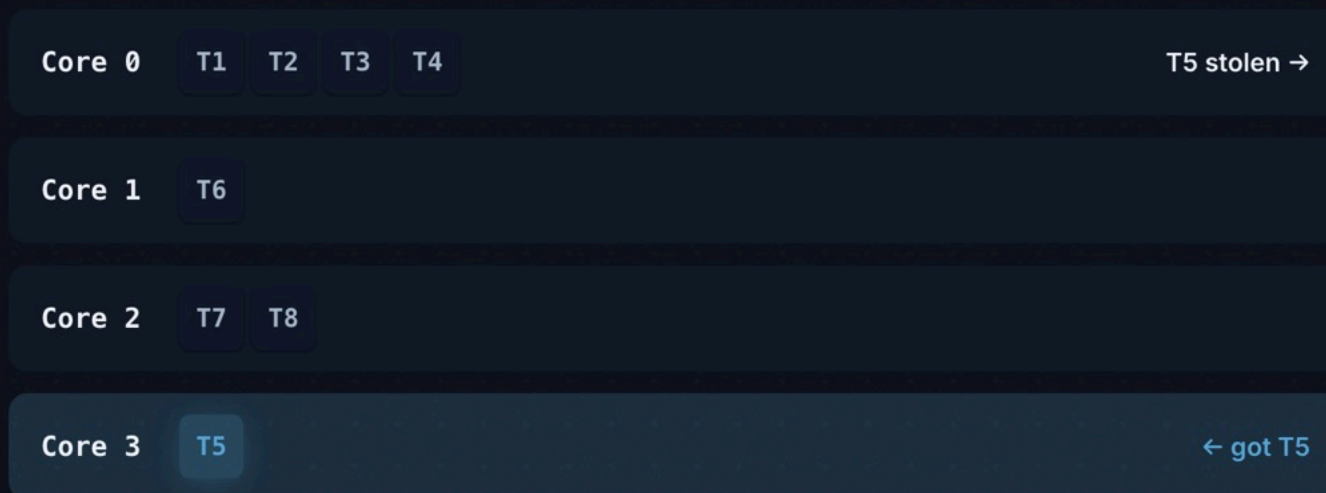 Core 0 T1 T2 T3 T4 T5 stolen →
Core 1 T6
Core 2 T7 T8
Core 3 T5 ← got T5